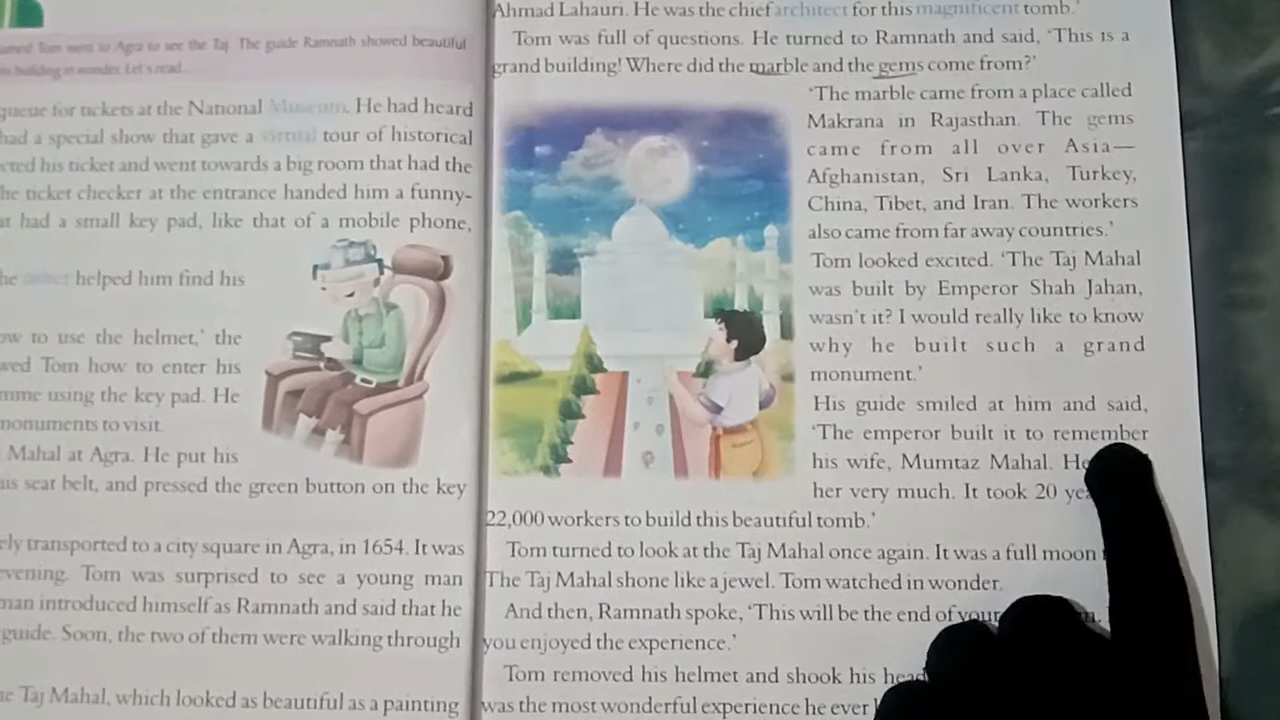 Tom went to Agra to see the Taj. The guide Ramnath showed beautiful
building in wonder. Let's read.
queue for tickets at the National Museum. He had heard
had a special show that gave a virtual tour of historical
his ticket and went towards a big room that had the
ticket checker at the entrance handed him a funny-
had a small key pad, like that of a mobile phone,
usher helped him find his
to use the helmet,' the
Tom how to enter his
using the key pad. He
monuments to visit.
Mahal at Agra. He put his
seat belt, and pressed the green button on the key
transported to a city square in Agra, in 1654. It was
evening. Tom was surprised to see a young man
man introduced himself as Ramnath and said that he
guide. Soon, the two of them were walking through
Taj Mahal, which looked as beautiful as a painting
Ahmad Lahauri. He was the chief architect for this magnificent tomb.'
Tom was full of questions. He turned to Ramnath and said, 'This is a
grand building! Where did the marble and the gems come from?'
'The marble came from a place called
Makrana in Rajasthan. The gems
came from all over Asia—
Afghanistan, Sri Lanka, Turkey,
China, Tibet, and Iran. The workers
also came from far away countries.'
Tom looked excited. 'The Taj Mahal
was built by Emperor Shah Jahan,
wasn't it? I would really like to know
why he built such a grand
monument.'
His guide smiled at him and said,
'The emperor built it to remember
his wife, Mumtaz Mahal. He
her very much. It took 20
22,000 workers to build this beautiful tomb.'
Tom turned to look at the Taj Mahal once again. It was a full moon
The Taj Mahal shone like a jewel. Tom watched in wonder.
And then, Ramnath spoke, 'This will be the end of your
you enjoyed the experience.'
Tom removed his helmet and shook his head
was the most wonderful experience he ever